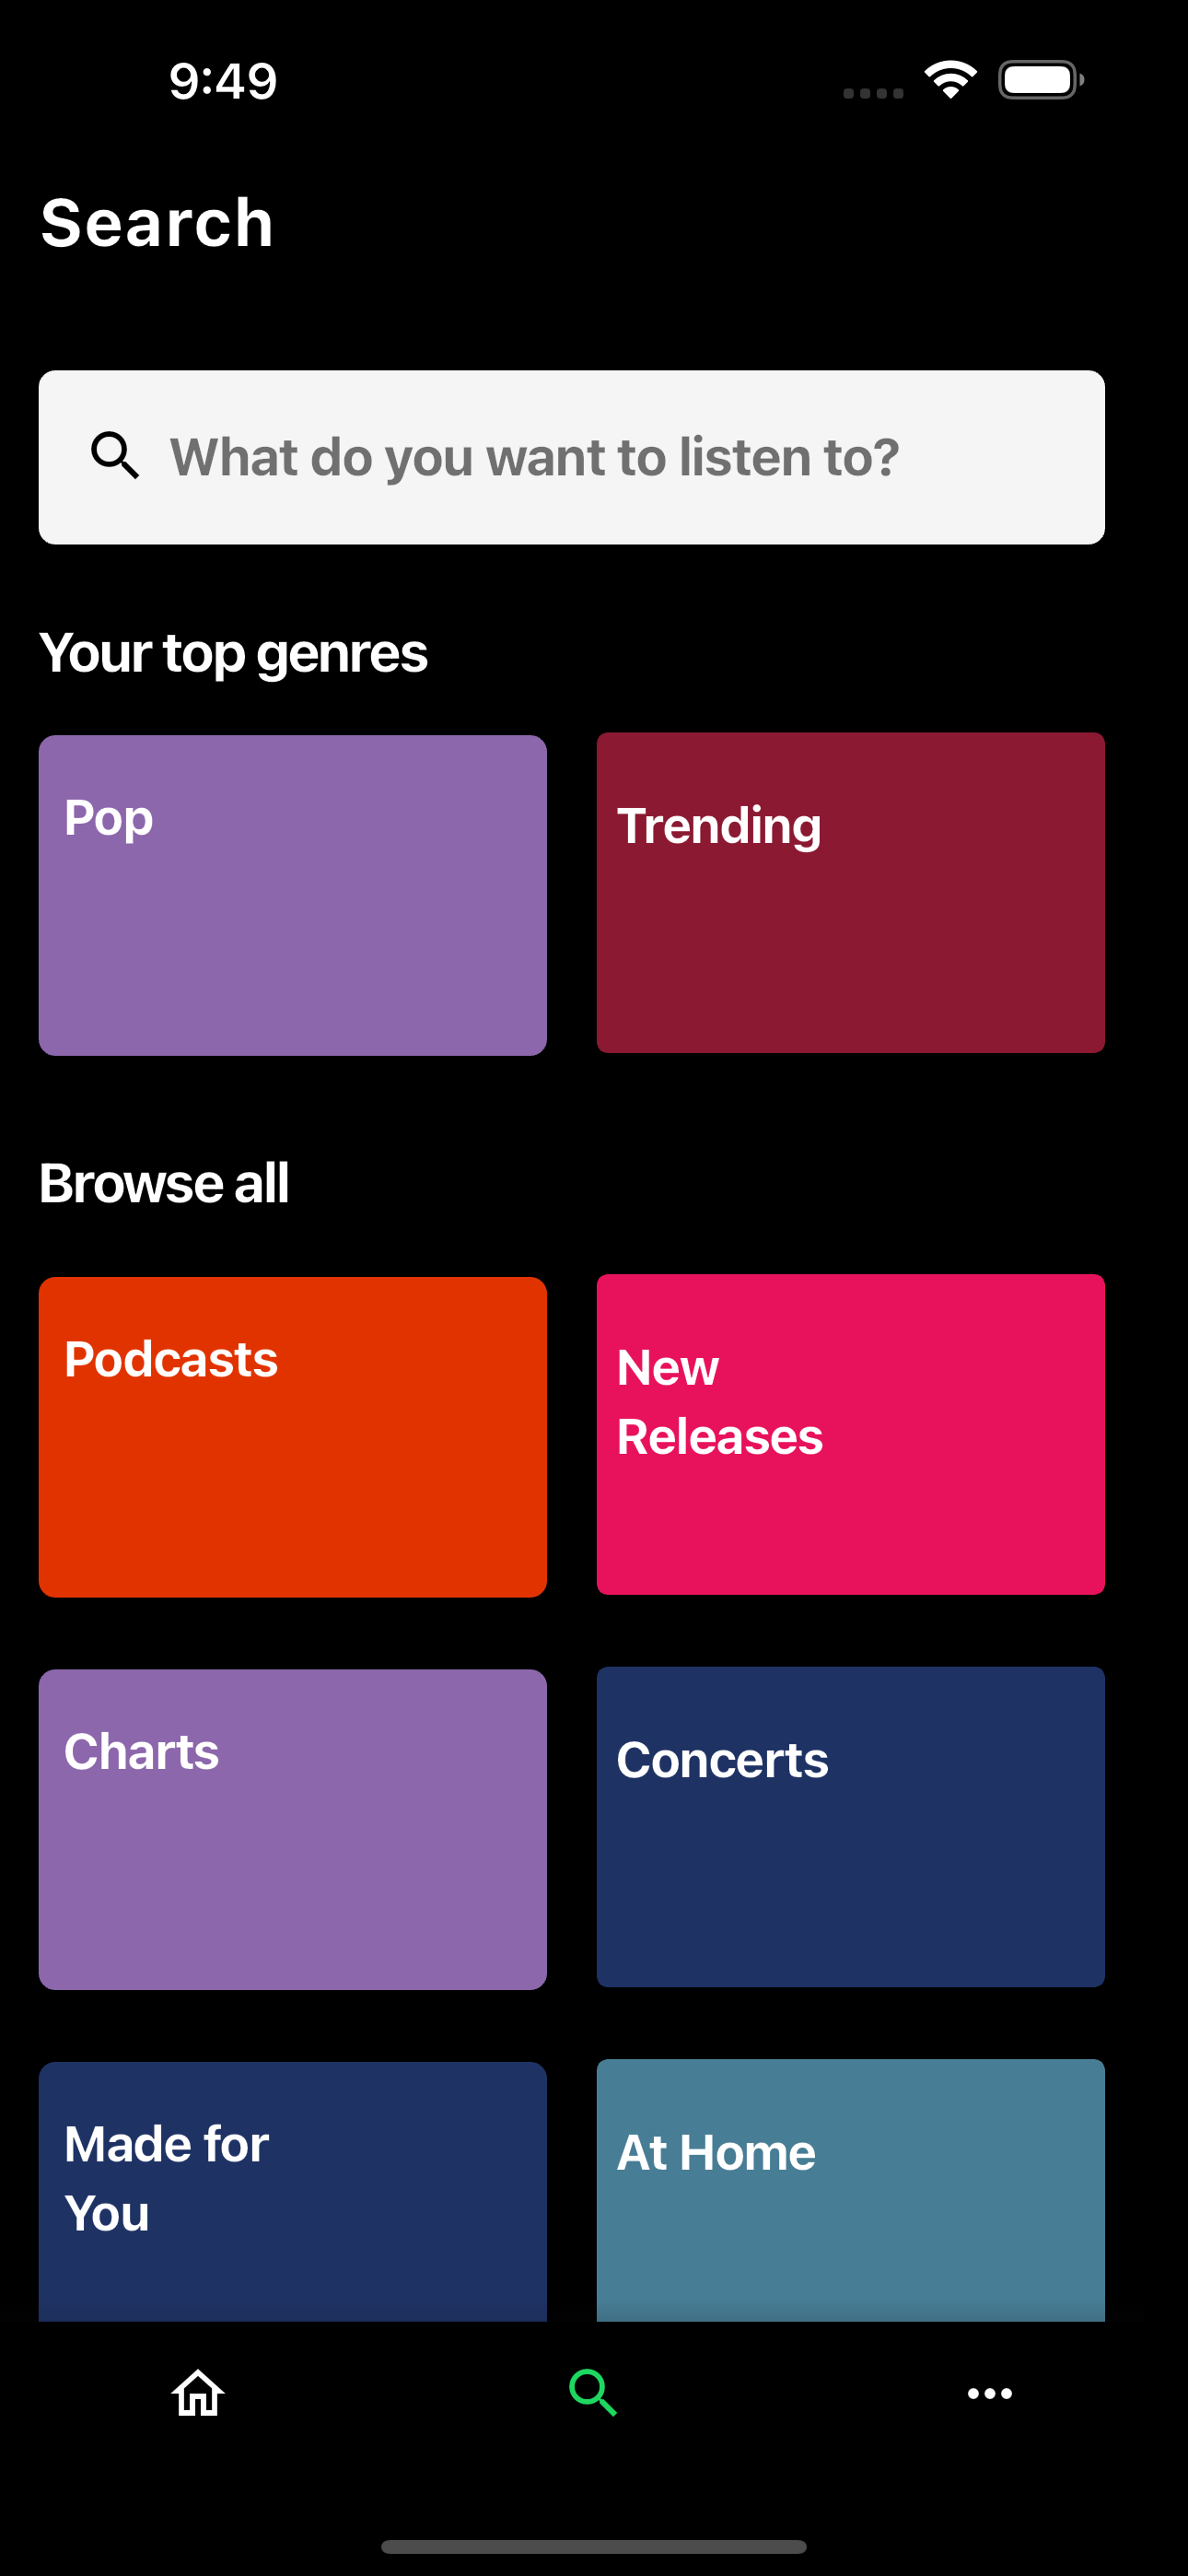 9:49
Search
What do you want to listen to?
Your top genres
Pop
Trending
Browse all
Podcasts
New
Releases
Charts
Concerts
Made for
You
At Home